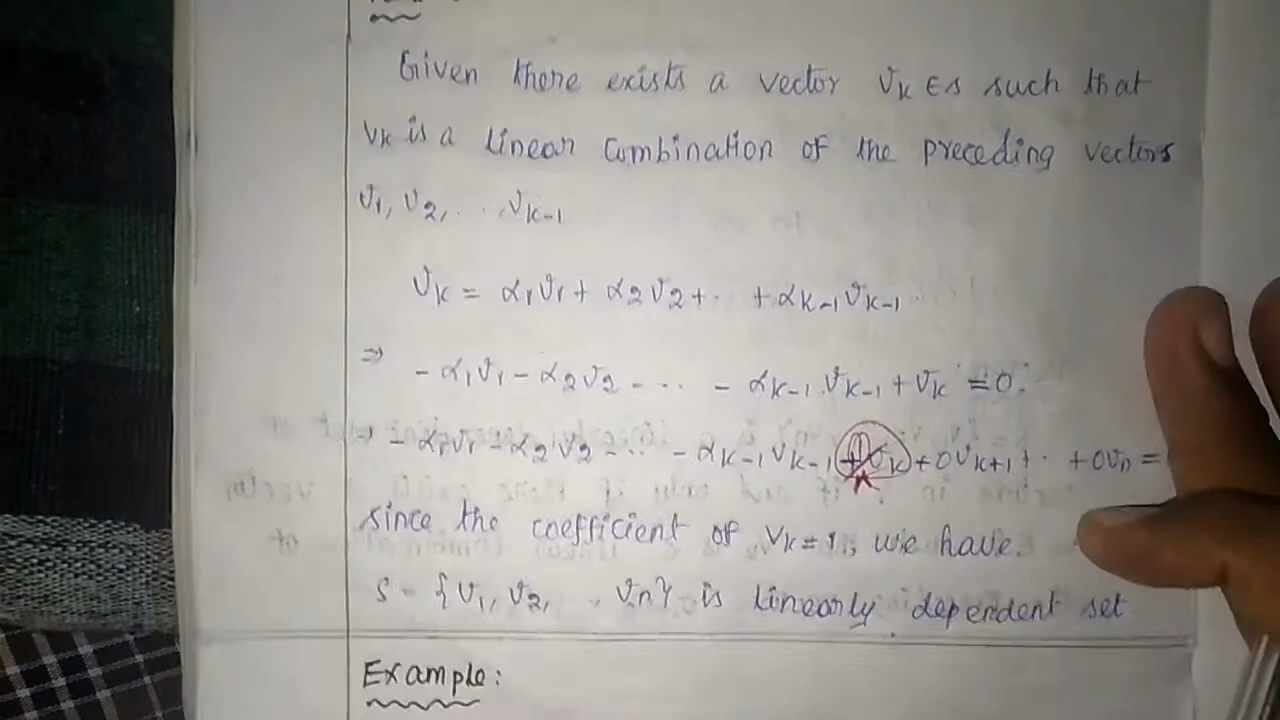 Given there exists a vector vₖ ∈ S such that
vₖ is a linear combination of the preceding vectors
v₁, v₂, . . , vₖ₋₁
vₖ = α₁v₁ + α₂v₂ + . . + αₖ₋₁vₖ₋₁.
⇒ -α₁v₁ - α₂v₂ - .... - αₖ₋₁vₖ₋₁ + vₖ = 0.
⇒ -α₁v₁ - α₂v₂ - .... - αₖ₋₁vₖ₋₁ + vₖ + 0vₖ₊₁ + . . + 0vₙ =
since the coefficient of vₖ = 1, we have.
S = {v₁, v₂, , vₙ} is linearly dependent set
Example: